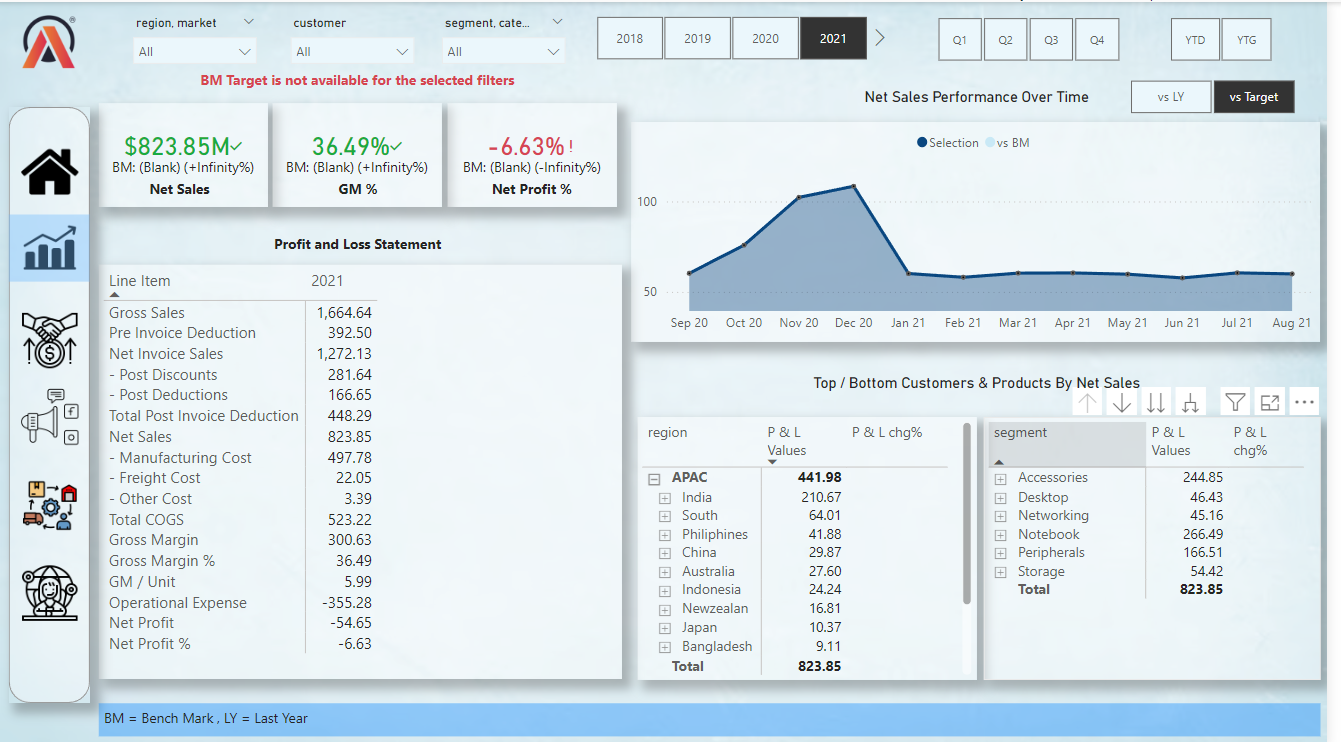 region, market
customer
segment, cate...
All
All
All
2018
2019
2020
2021
Q1
Q2
Q3
Q4
YTD
YTG
BM Target is not available for the selected filters
Net Sales Performance Over Time
vs LY
vs Target
$823.85M
BM: (Blank) (+Infinity%)
Net Sales
36.49%
BM: (Blank) (+Infinity%)
GM %
-6.63% !
BM: (Blank) (-Infinity%)
Net Profit %
Selection
vs BM
100
50
Sep 20
Oct 20
Nov 20
Dec 20
Jan 21
Feb 21
Mar 21
Apr 21
May 21
Jun 21
Jul 21
Aug 21
Profit and Loss Statement
Line Item 2021
Gross Sales 1,664.64
Pre Invoice Deduction 392.50
Net Invoice Sales 1,272.13
- Post Discounts 281.64
- Post Deductions 166.65
Total Post Invoice Deduction 448.29
Net Sales 823.85
- Manufacturing Cost 497.78
- Freight Cost 22.05
- Other Cost 3.39
Total COGS 523.22
Gross Margin 300.63
Gross Margin % 36.49
GM / Unit 5.99
Operational Expense -355.28
Net Profit -54.65
Net Profit % -6.63
Top / Bottom Customers & Products By Net Sales
region P & L Values P & L chg%
APAC 441.98
India 210.67
South 64.01
Philiphines 41.88
China 29.87
Australia 27.60
Indonesia 24.24
Newzealan 16.81
Japan 10.37
Bangladesh 9.11
Total 823.85
segment P & L Values P & L chg%
Accessories 244.85
Desktop 46.43
Networking 45.16
Notebook 266.49
Peripherals 166.51
Storage 54.42
Total 823.85
BM = Bench Mark , LY = Last Year